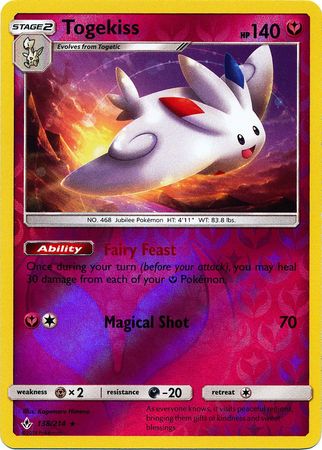 STAGE2 Togekiss HP 140
Evolves from Togetic
NO. 468 Jubilee Pokémon HT: 4'11" WT: 83.8 lbs.
Ability Fairy Feast
Once during your turn (before your attack), you may heal
30 damage from each of your Pokémon.
Magical Shot 70
weakness × 2 resistance -20 retreat
Illus. Kagemaru Himeno
138/214 ★
As everyone knows, it visits peaceful regions,
bringing them gifts of kindness and sweet
blessings.